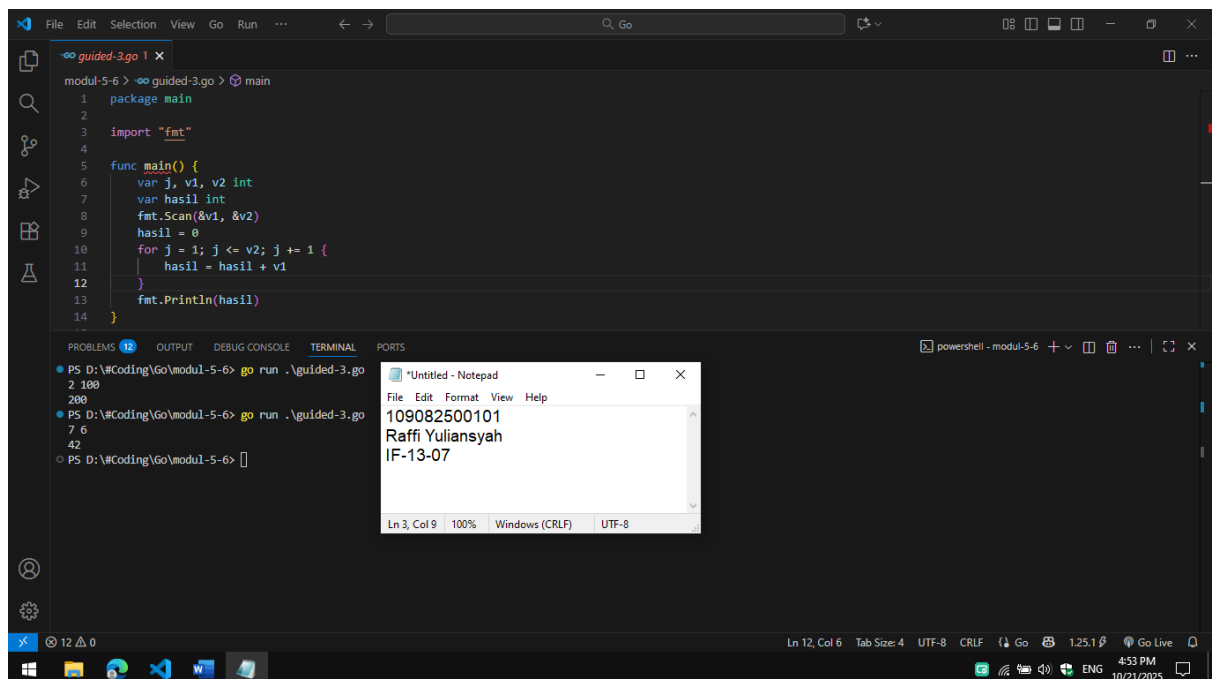 File Edit Selection View Go Run ··· ← → Go
guided-3.go 1 ×
modul-5-6 > guided-3.go > main
1 package main
2
3 import "fmt"
4
5 func main() {
6 var j, v1, v2 int
7 var hasil int
8 fmt.Scan(&v1, &v2)
9 hasil = 0
10 for j = 1; j <= v2; j += 1 {
11 hasil = hasil + v1
12 }
13 fmt.Println(hasil)
14 }
PROBLEMS 12 OUTPUT DEBUG CONSOLE TERMINAL PORTS powershell - modul-5-6
PS D:\#Coding\Go\modul-5-6> go run .\guided-3.go
2 100
200
PS D:\#Coding\Go\modul-5-6> go run .\guided-3.go
7 6
42
PS D:\#Coding\Go\modul-5-6>
*Untitled - Notepad
File Edit Format View Help
109082500101
Raffi Yuliansyah
IF-13-07
Ln 3, Col 9 100% Windows (CRLF) UTF-8
12 0 Ln 12, Col 6 Tab Size: 4 UTF-8 CRLF Go 1.25.1 Go Live
ENG 4:53 PM
10/21/2025